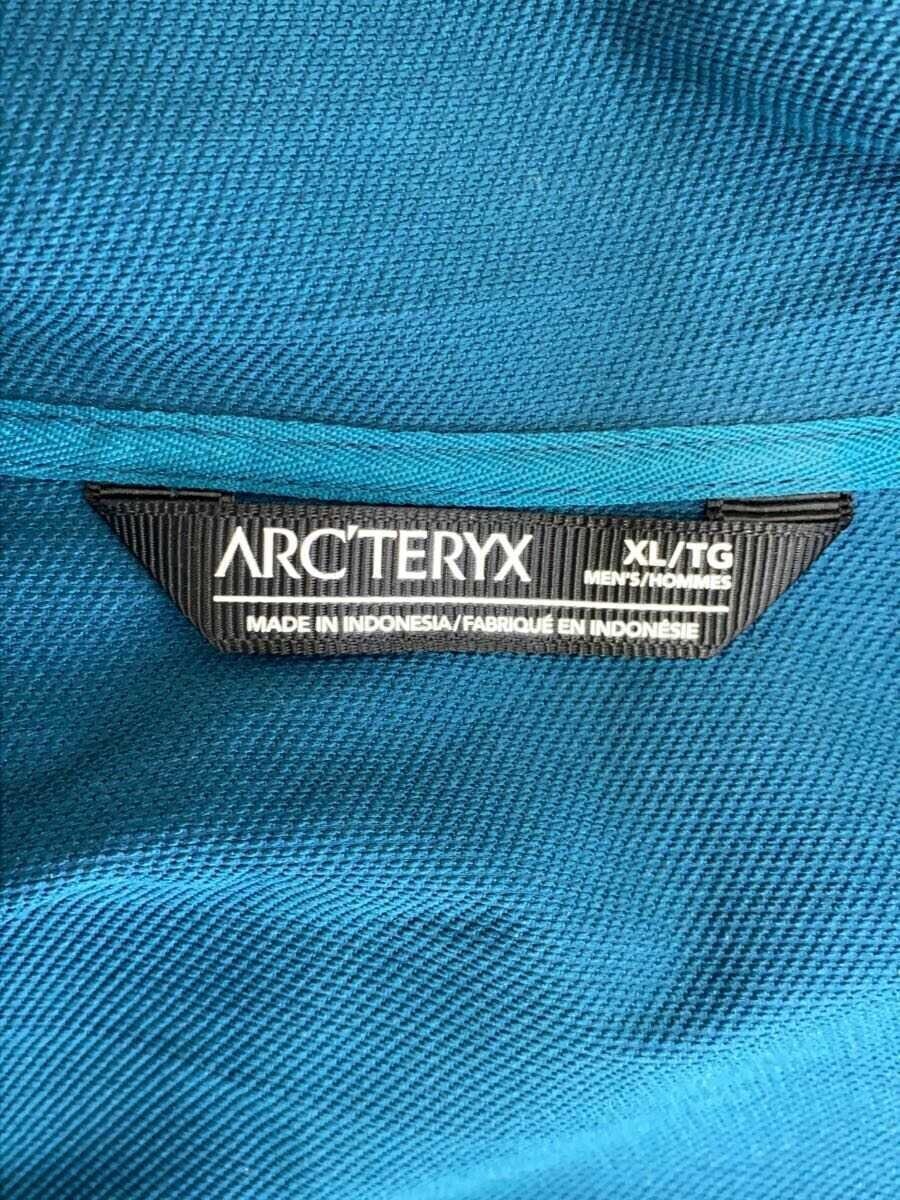 ARC'TERYX XL/TG
MEN'S/HOMMES
MADE IN INDONESIA/FABRIQUÉ EN INDONÉSIE